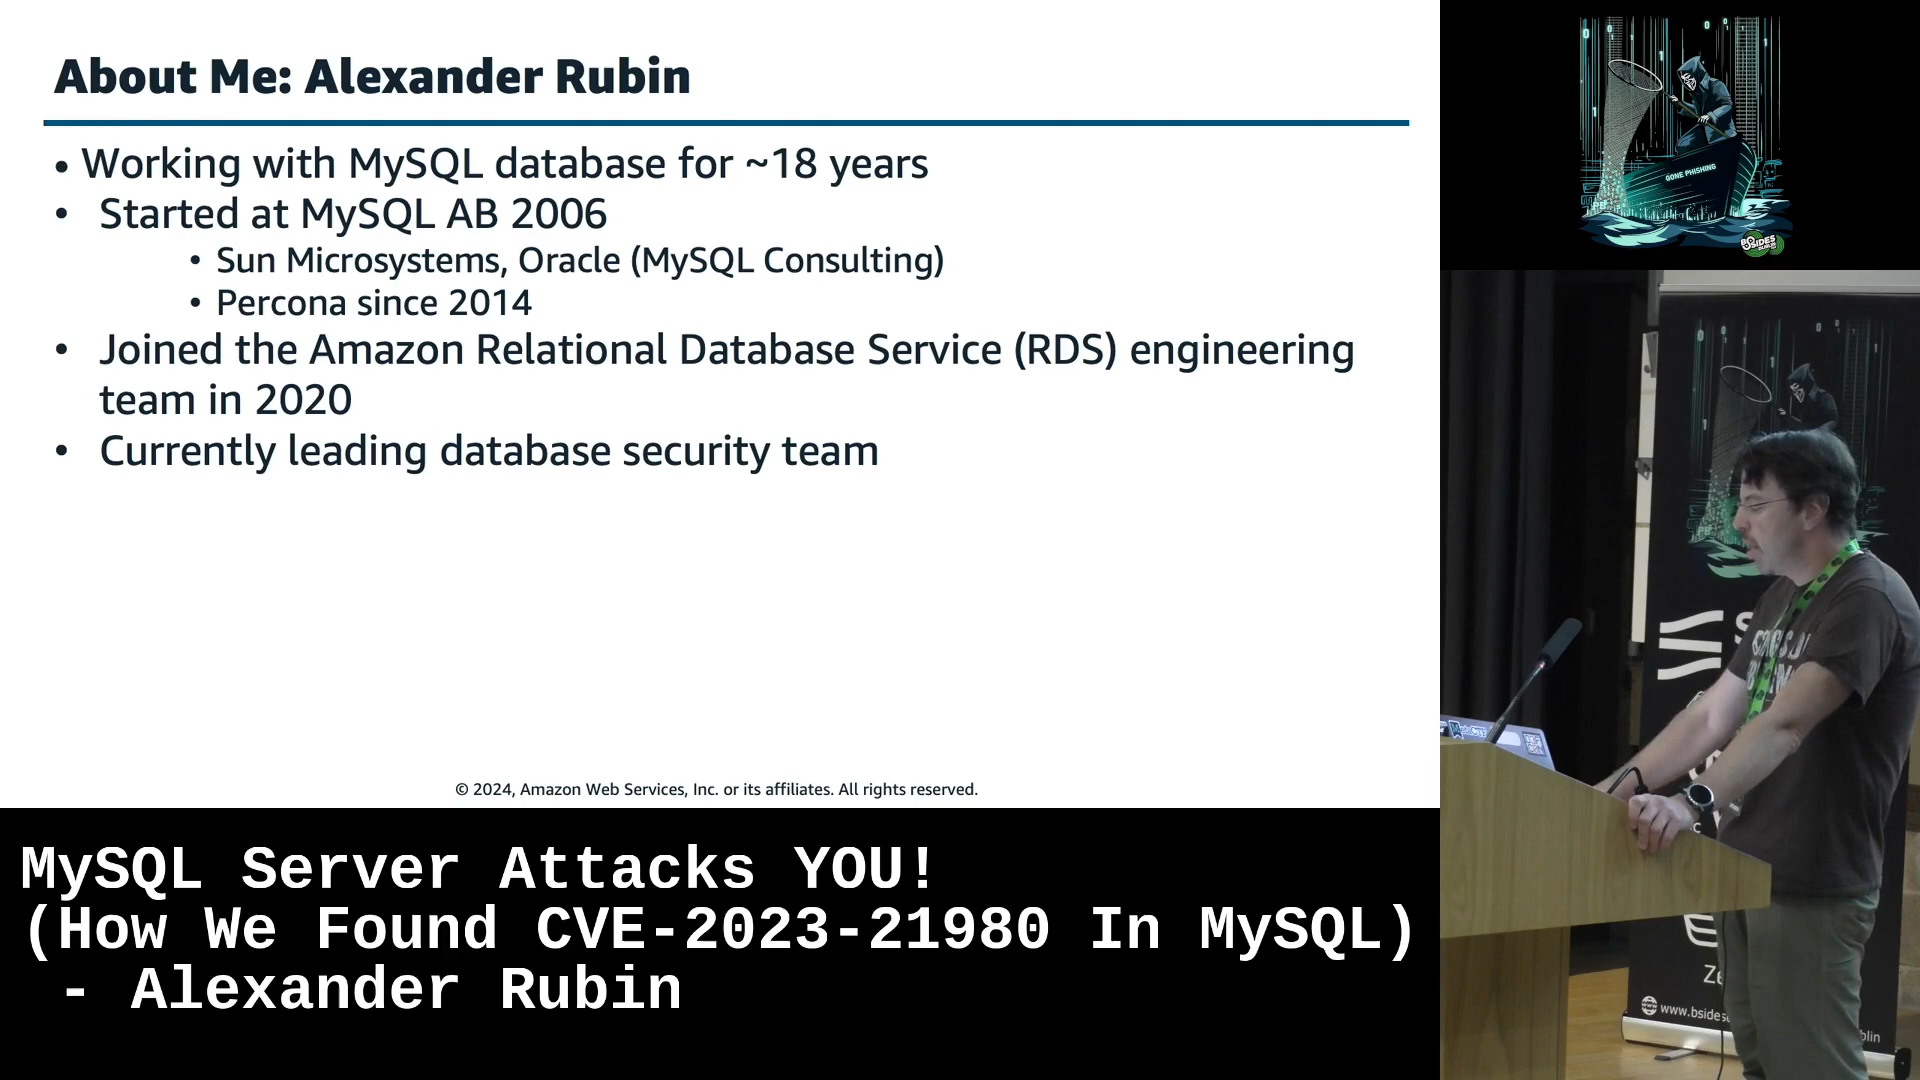 About Me: Alexander Rubin
• Working with MySQL database for ~18 years
• Started at MySQL AB 2006
• Sun Microsystems, Oracle (MySQL Consulting)
• Percona since 2014
• Joined the Amazon Relational Database Service (RDS) engineering
team in 2020
• Currently leading database security team
© 2024, Amazon Web Services, Inc. or its affiliates. All rights reserved.
MySQL Server Attacks YOU!
(How We Found CVE-2023-21980 In MySQL)
- Alexander Rubin
GONE PHISHING
BSIDES